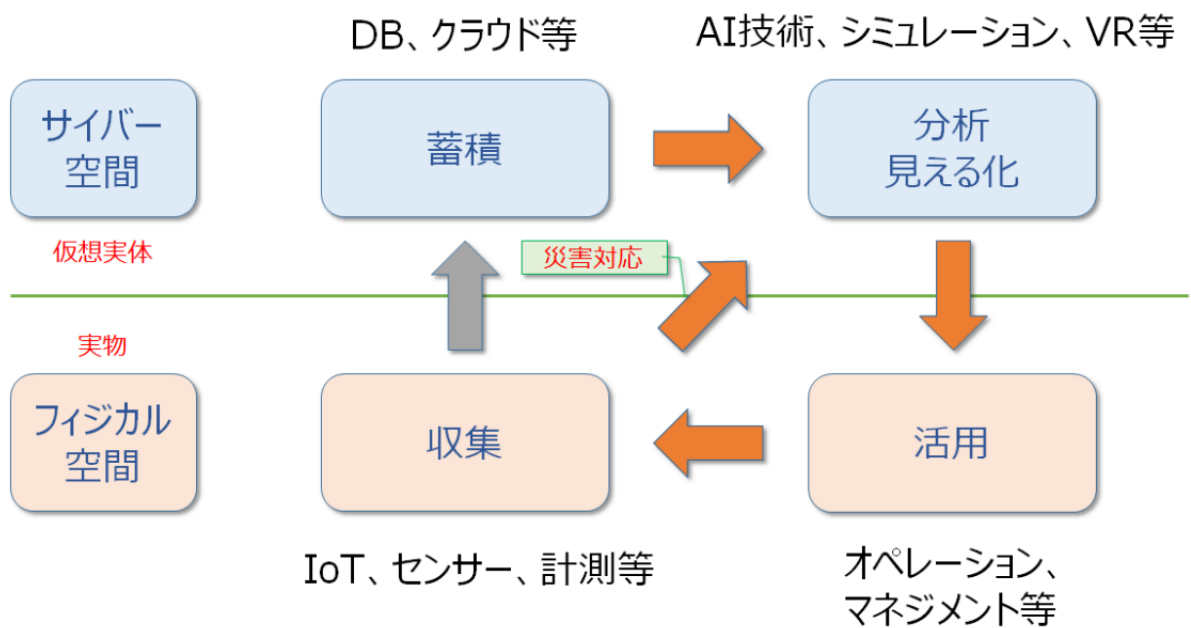 DB、クラウド等
AI技術、シミュレーション、VR等
サイバー
空間
蓄積
分析
見える化
仮想実体
災害対応
実物
フィジカル
空間
収集
活用
IoT、センサー、計測等
オペレーション、
マネジメント等